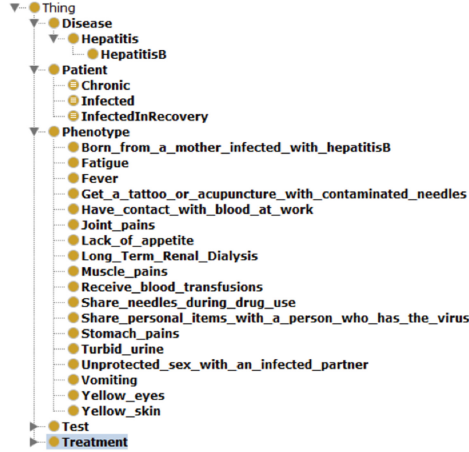 Thing
Disease
Hepatitis
HepatitisB
Patient
Chronic
Infected
InfectedInRecovery
Phenotype
Born_from_a_mother_infected_with_hepatitisB
Fatigue
Fever
Get_a_tattoo_or_acupuncture_with_contaminated_needles
Have_contact_with_blood_at_work
Joint_pains
Lack_of_appetite
Long_Term_Renal_Dialysis
Muscle_pains
Receive_blood_transfusions
Share_needles_during_drug_use
Share_personal_items_with_a_person_who_has_the_virus
Stomach_pains
Turbid_urine
Unprotected_sex_with_an_infected_partner
Vomiting
Yellow_eyes
Yellow_skin
Test
Treatment